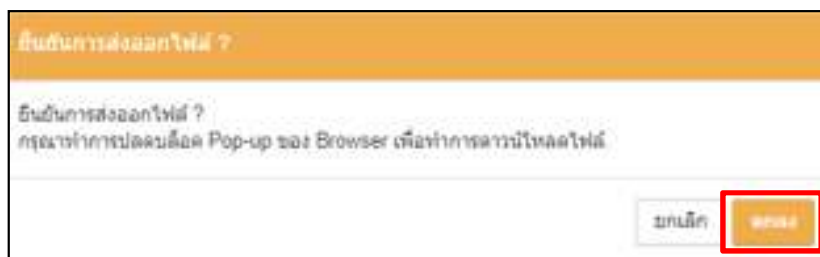 ยืนยันการส่งออกไฟล์ ?
ยืนยันการส่งออกไฟล์ ?
กรุณาทำการปลดบล็อค Pop-up ของ Browser เพื่อทำการดาวน์โหลดไฟล์
ยกเลิก
ตกลง